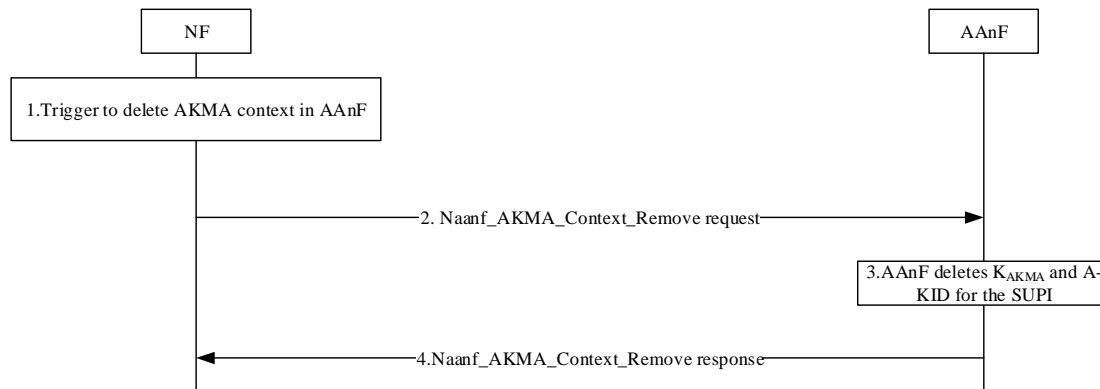 NF
AAnF
1.Trigger to delete AKMA context in AAnF
2. Naanf_AKMA_Context_Remove request
3.AAnF deletes KAKMA and A-
KID for the SUPI
4.Naanf_AKMA_Context_Remove response